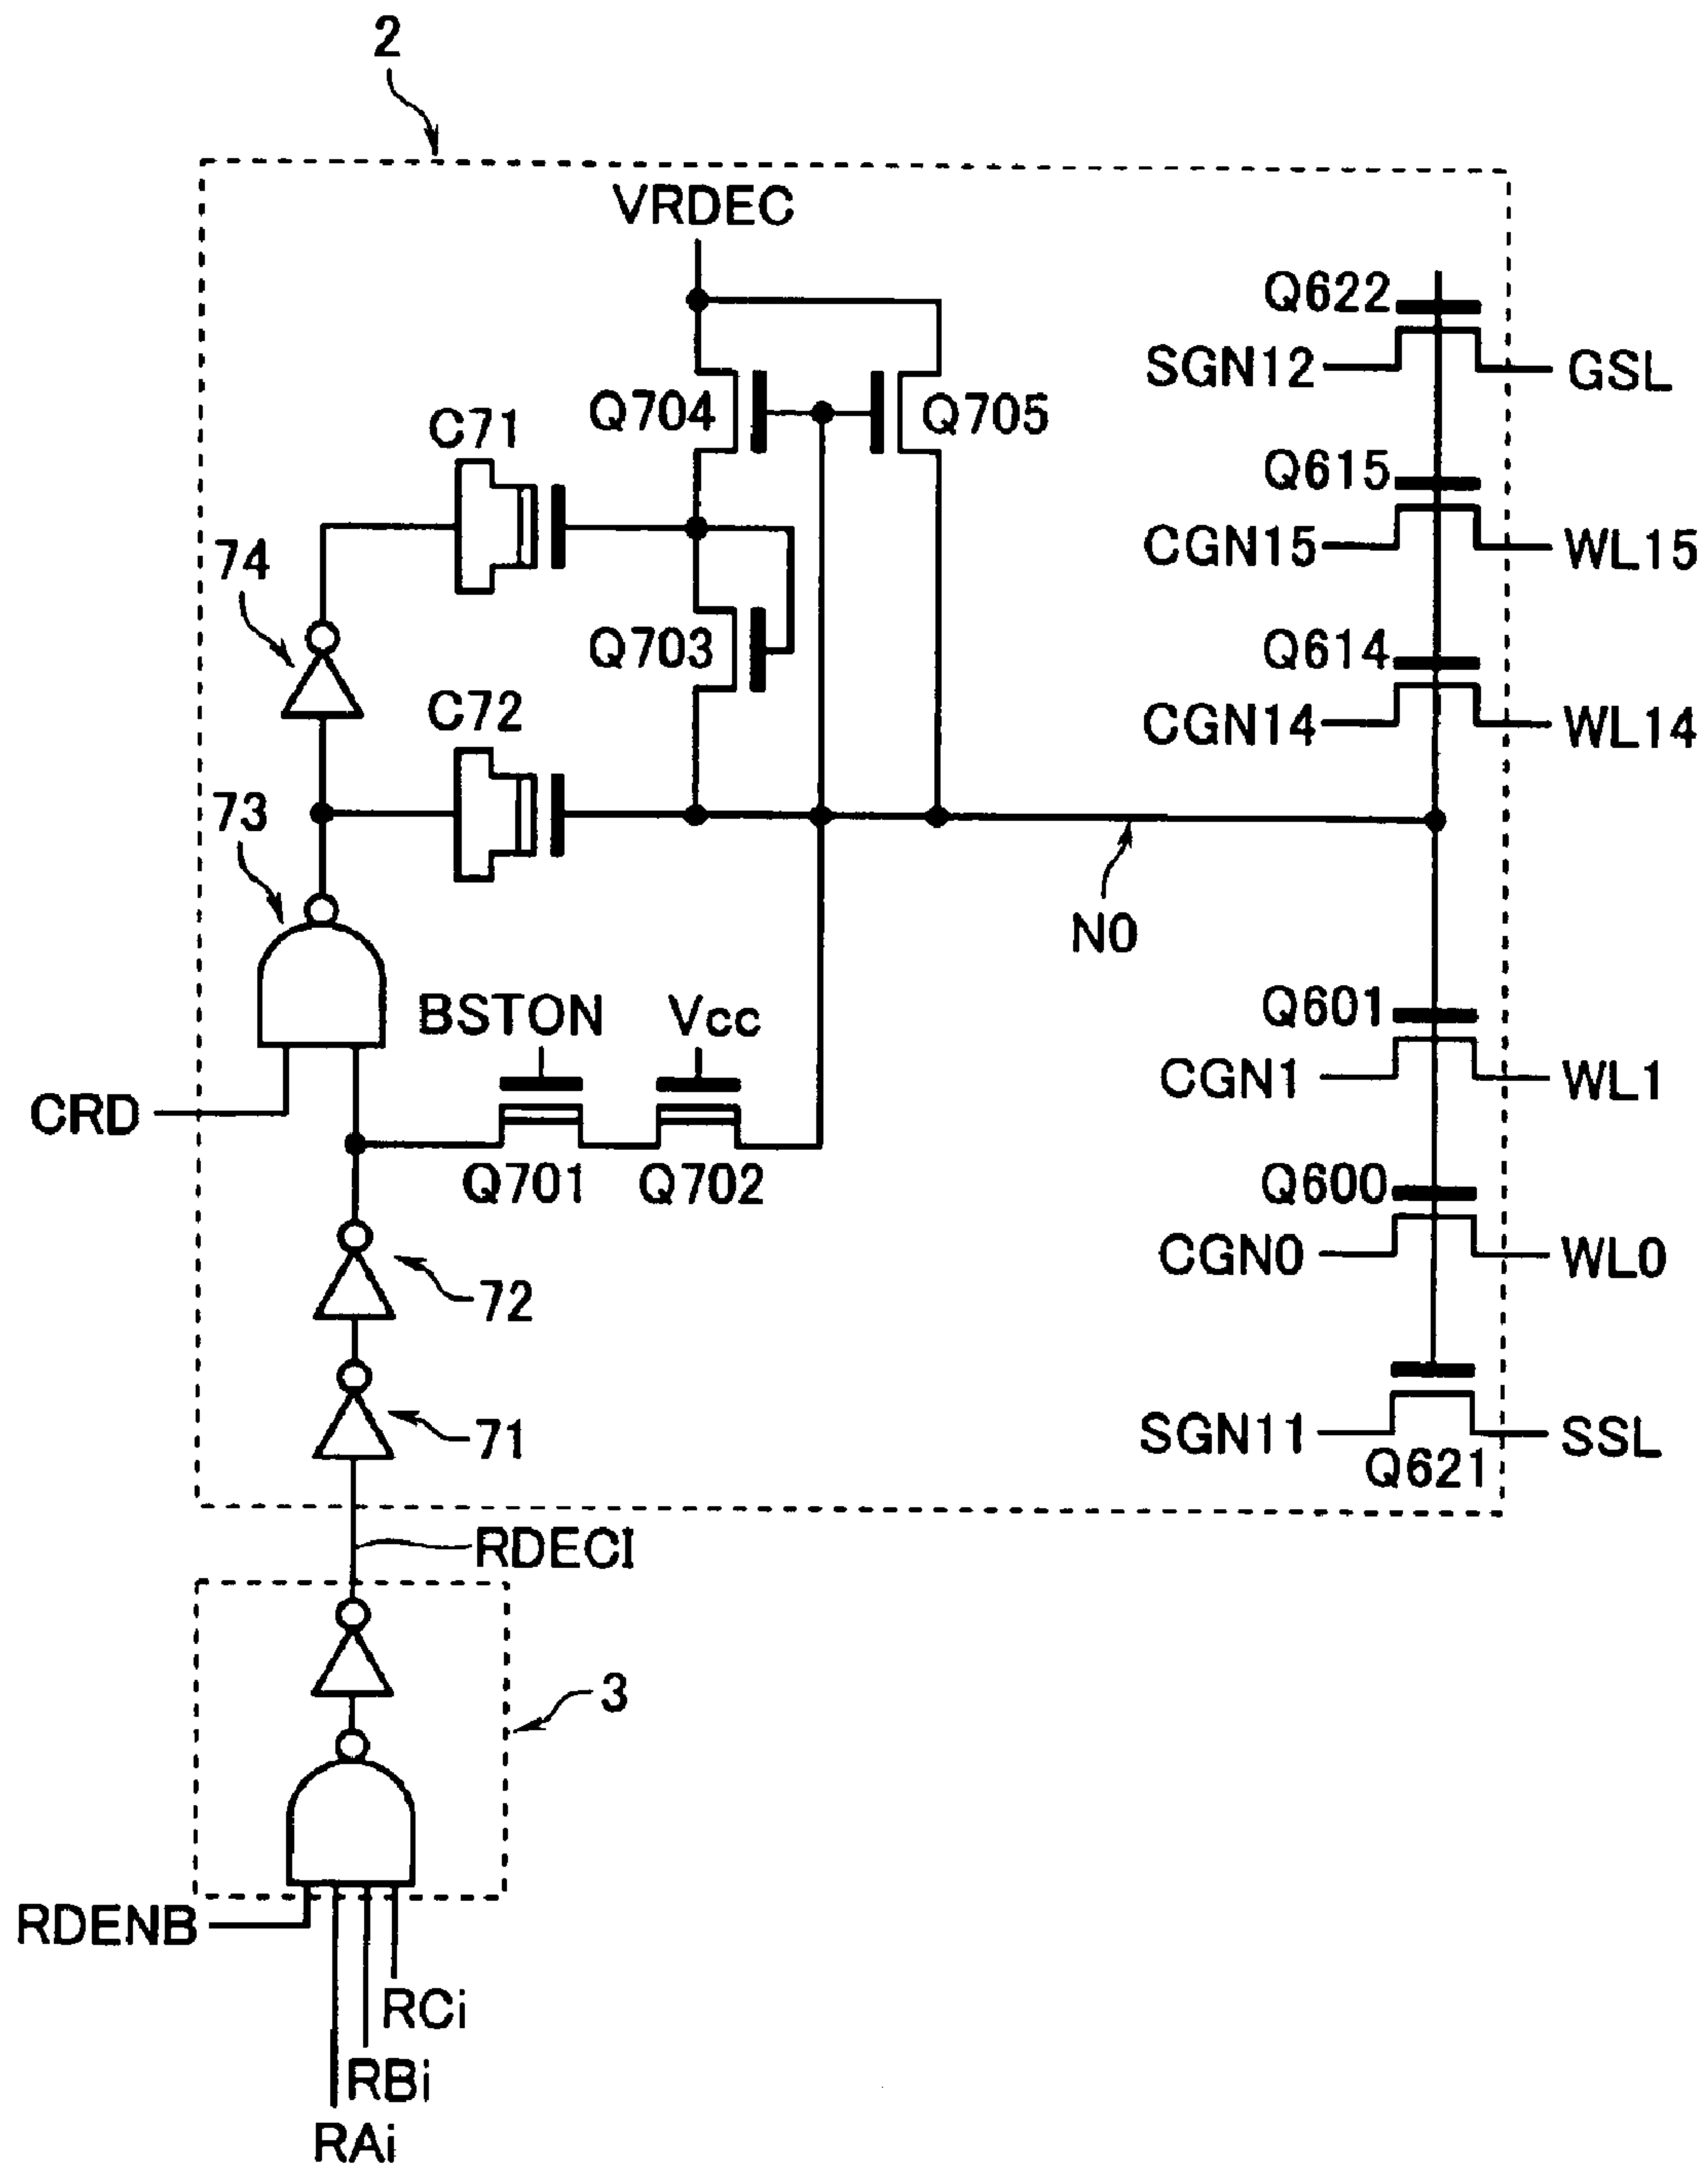 2
VRDEC
Q622
SGN12
GSL
Q704
Q705
C71
Q615
CGN15
WL15
74
Q703
Q614
C72
CGN14
WL14
73
N0
BSTON
Vcc
Q601
CGN1
WL1
CRD
Q701
Q702
Q600
CGN0
WL0
72
71
SGN11
SSL
Q621
RDECI
3
RDENB
RCi
RBi
RAi